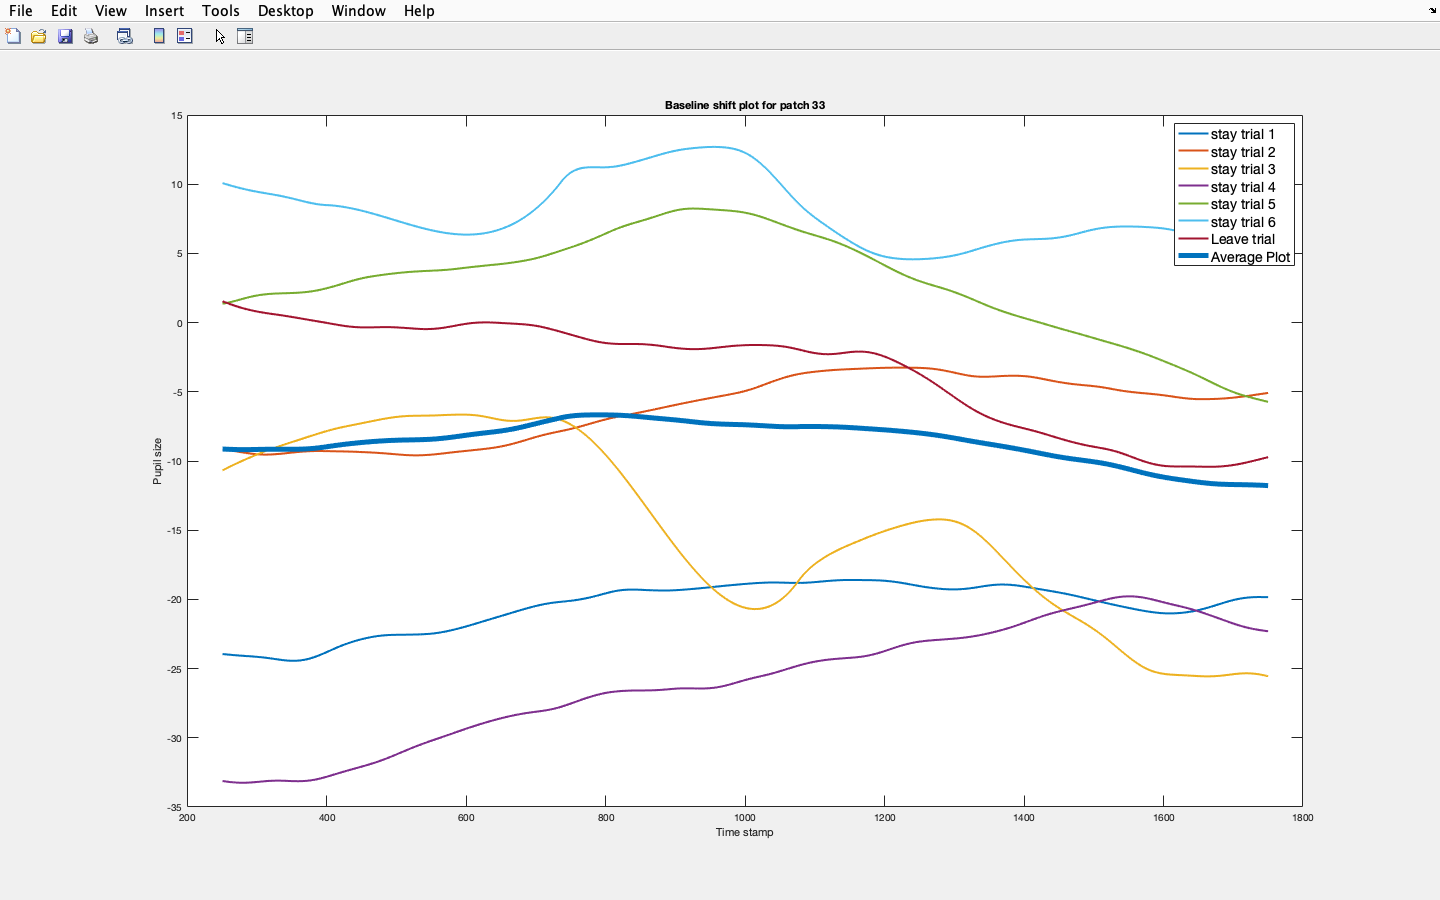 File Edit View Insert Tools Desktop Window Help
Baseline shift plot for patch 33
15
10
5
0
-5
-10
-15
-20
-25
-30
-35
Pupil size
stay trial 1
stay trial 2
stay trial 3
stay trial 4
stay trial 5
stay trial 6
Leave trial
Average Plot
200 400 600 800 1000 1200 1400 1600 1800
Time stamp